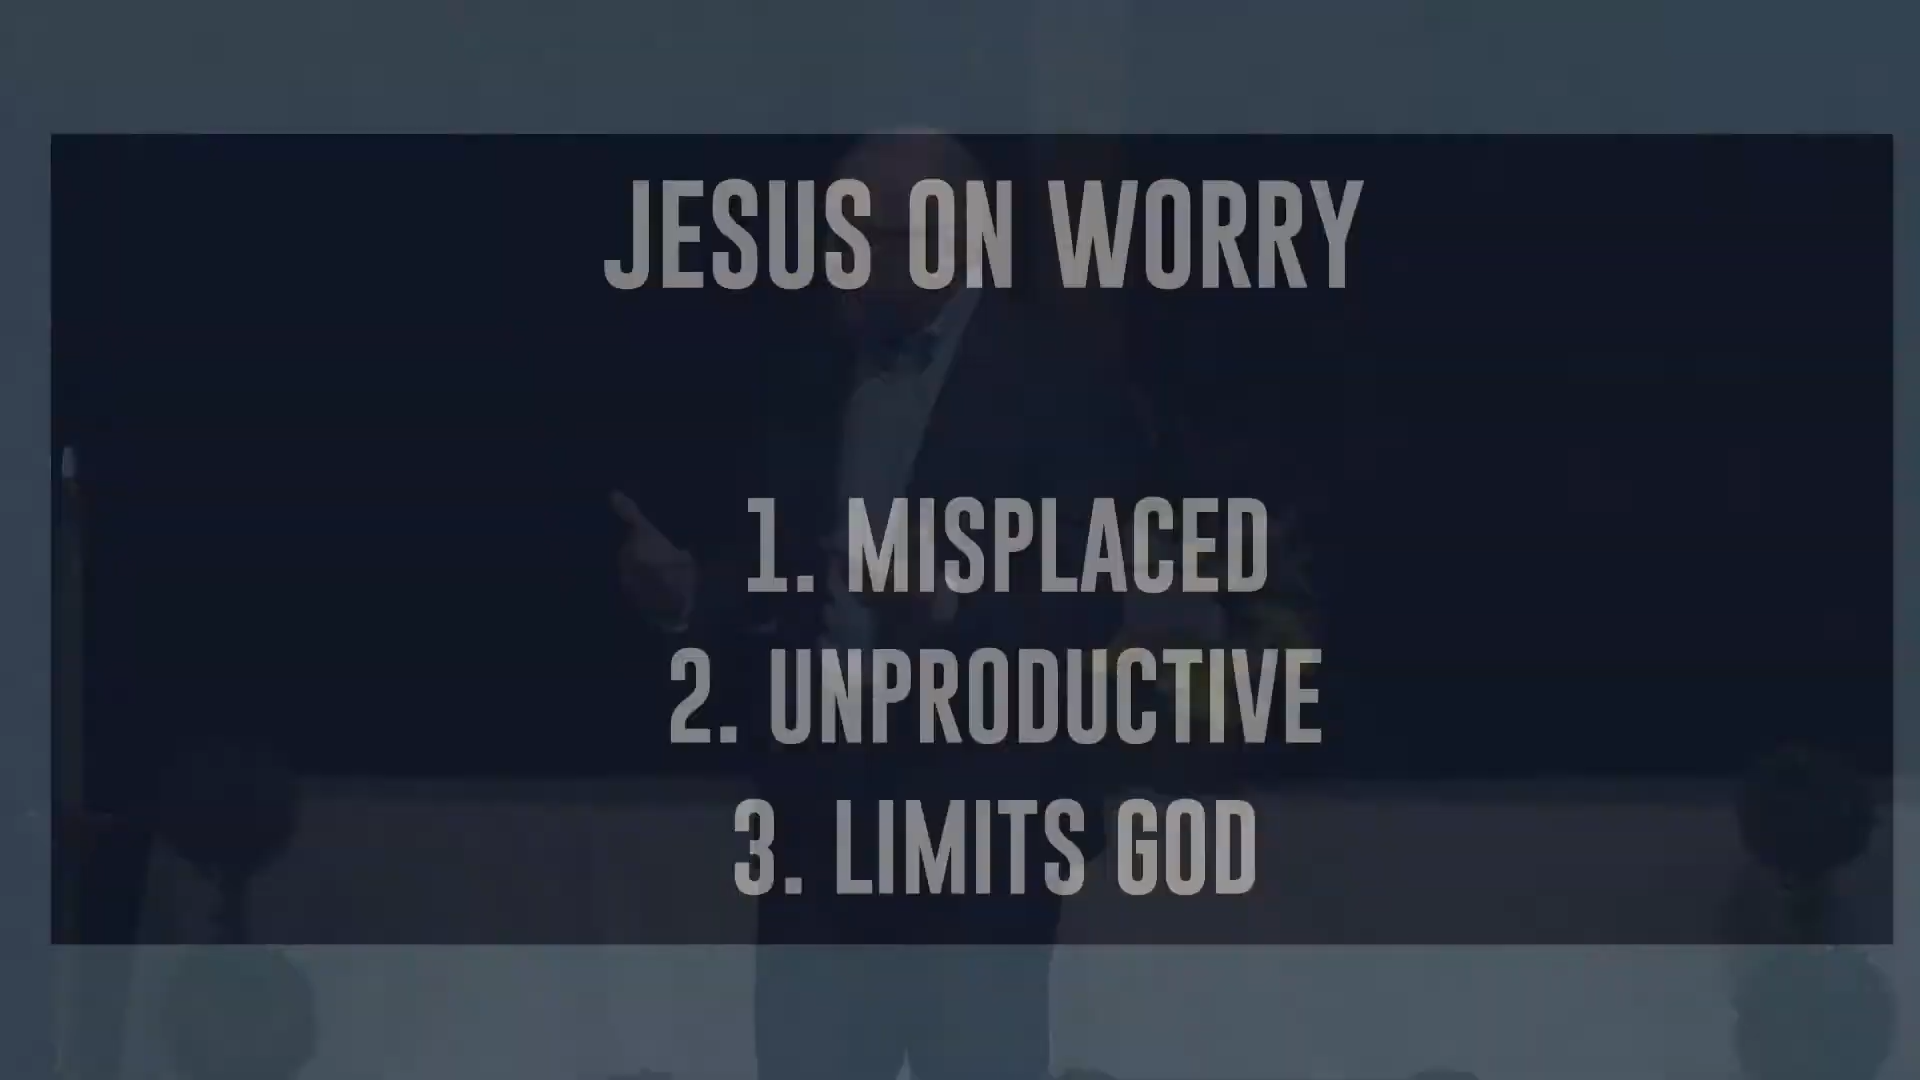 JESUS ON WORRY
1. MISPLACED
2. UNPRODUCTIVE
3. LIMITS GOD